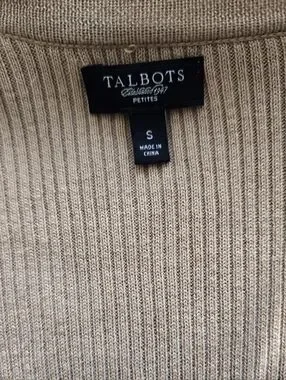 TALBOTS
Established 1947
PETITES
S
MADE IN
CHINA